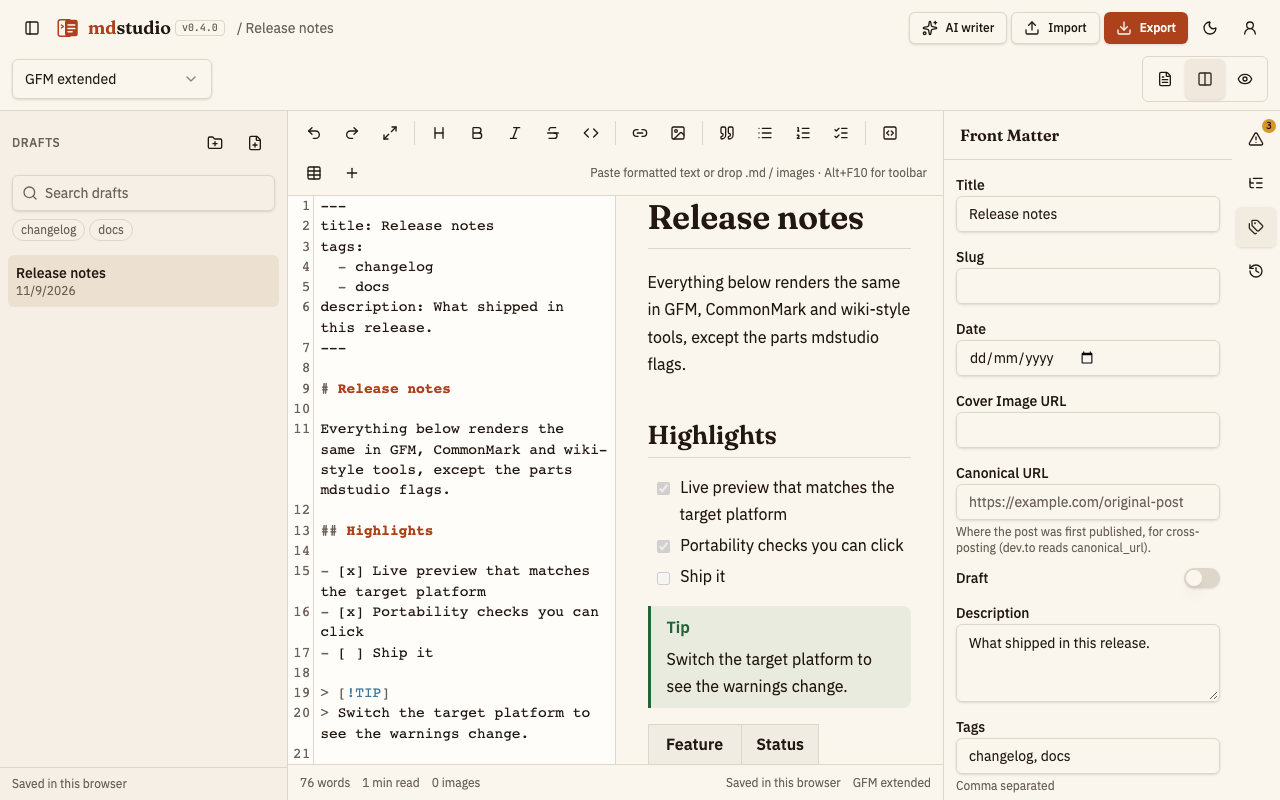 mdstudio v0.4.0 / Release notes
AI writer
Import
Export
GFM extended
DRAFTS
Search drafts
changelog docs
Release notes
11/9/2026
Saved in this browser
Paste formatted text or drop .md / images · Alt+F10 for toolbar
1 ---
2 title: Release notes
3 tags:
4 - changelog
5 - docs
6 description: What shipped in
this release.
7 ---
8
9 # Release notes
10
11 Everything below renders the
same in GFM, CommonMark and wiki-
style tools, except the parts
mdstudio flags.
12
13 ## Highlights
14
15 - [x] Live preview that matches
the target platform
16 - [x] Portability checks you can
click
17 - [ ] Ship it
18
19 > [!TIP]
20 > Switch the target platform to
see the warnings change.
21
Release notes
Everything below renders the same
in GFM, CommonMark and wiki-style
tools, except the parts mdstudio
flags.
Highlights
Live preview that matches the
target platform
Portability checks you can click
Ship it
Tip
Switch the target platform to
see the warnings change.
Feature Status
76 words 1 min read 0 images
Saved in this browser GFM extended
Front Matter
3
Title
Release notes
Slug
Date
dd/mm/yyyy
Cover Image URL
Canonical URL
https://example.com/original-post
Where the post was first published, for cross-
posting (dev.to reads canonical_url).
Draft
Description
What shipped in this release.
Tags
changelog, docs
Comma separated